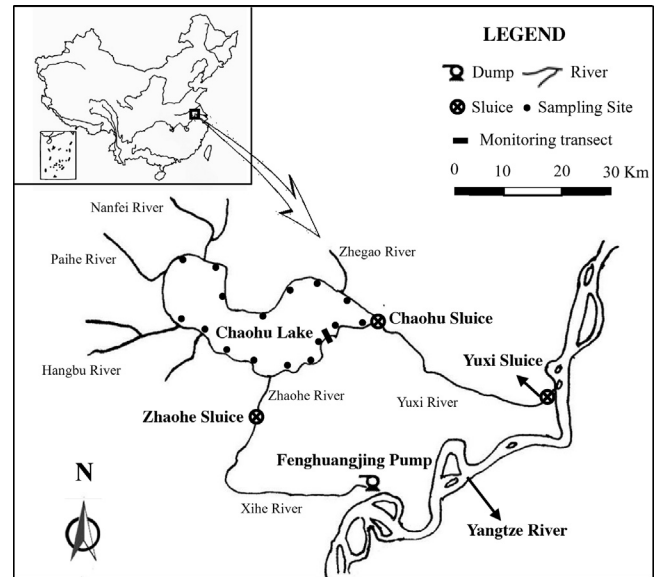 LEGEND
Dump River
Sluice Sampling Site
Monitoring transect
0 10 20 30 Km
Nanfei River
Paihe River
Zhegao River
Chaohu Lake
Chaohu Sluice
Hangbu River
Yuxi Sluice
Zhaohe River
Yuxi River
Zhaohe Sluice
Fenghuangjing Pump
N
Xihe River
Yangtze River